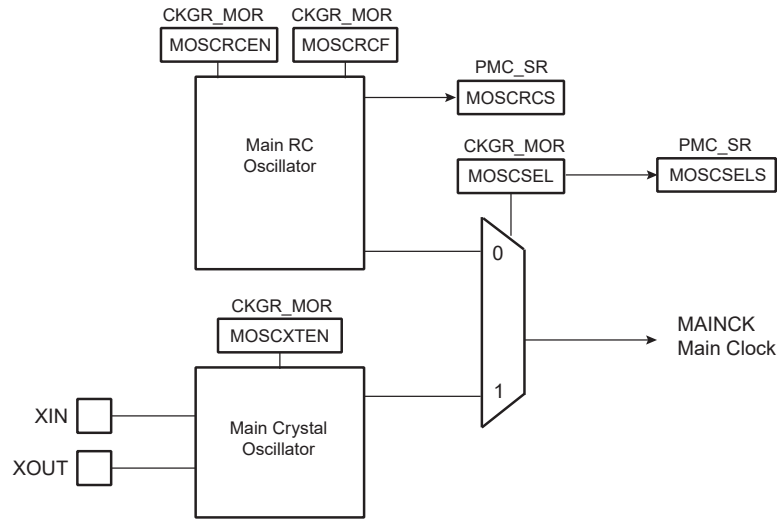 CKGR_MOR
CKGR_MOR
MOSCRCEN
MOSCRCF
PMC_SR
MOSCRCS
Main RC
Oscillator
CKGR_MOR
PMC_SR
MOSCSEL
MOSCSELS
0
CKGR_MOR
MOSCXTEN
MAINCK
Main Clock
1
XIN
Main Crystal
Oscillator
XOUT